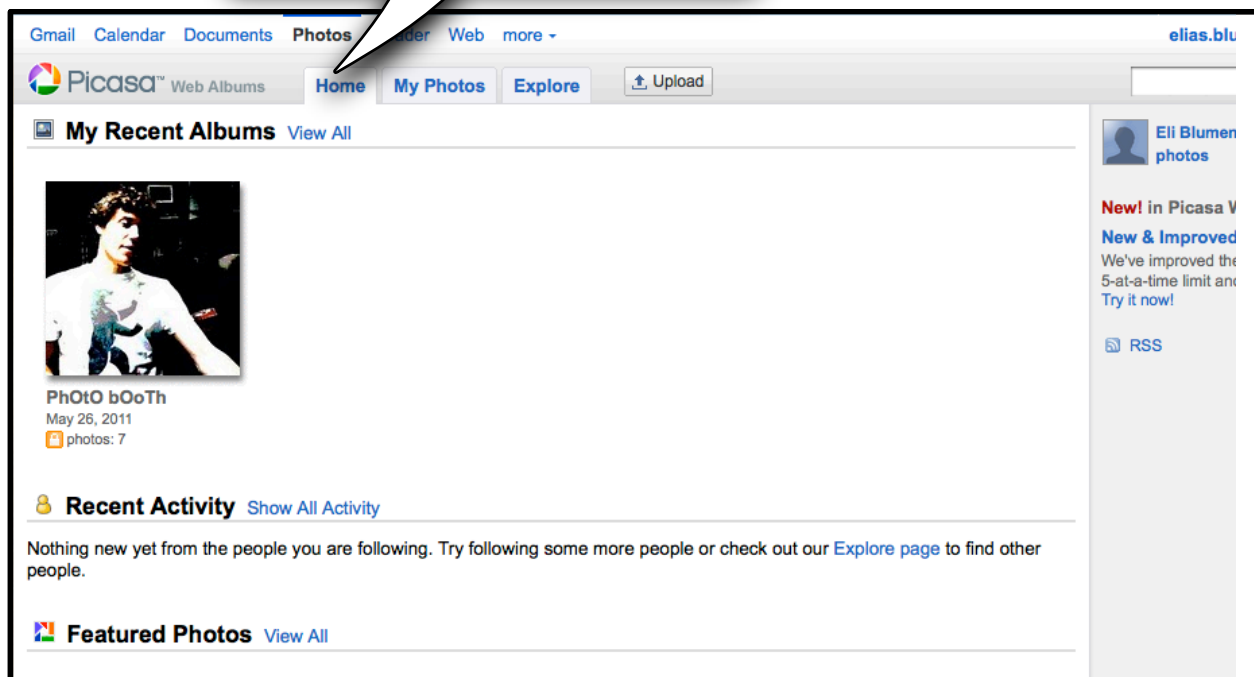 Gmail Calendar Documents Photos Web more
elias.blu
Picasa™ Web Albums Home My Photos Explore Upload
My Recent Albums View All
Eli Blumen
photos
New! in Picasa W
New & Improved
We've improved the
5-at-a-time limit and
Try it now!
RSS
PhOtO bOoTh
May 26, 2011
photos: 7
Recent Activity Show All Activity
Nothing new yet from the people you are following. Try following some more people or check out our Explore page to find other
people.
Featured Photos View All